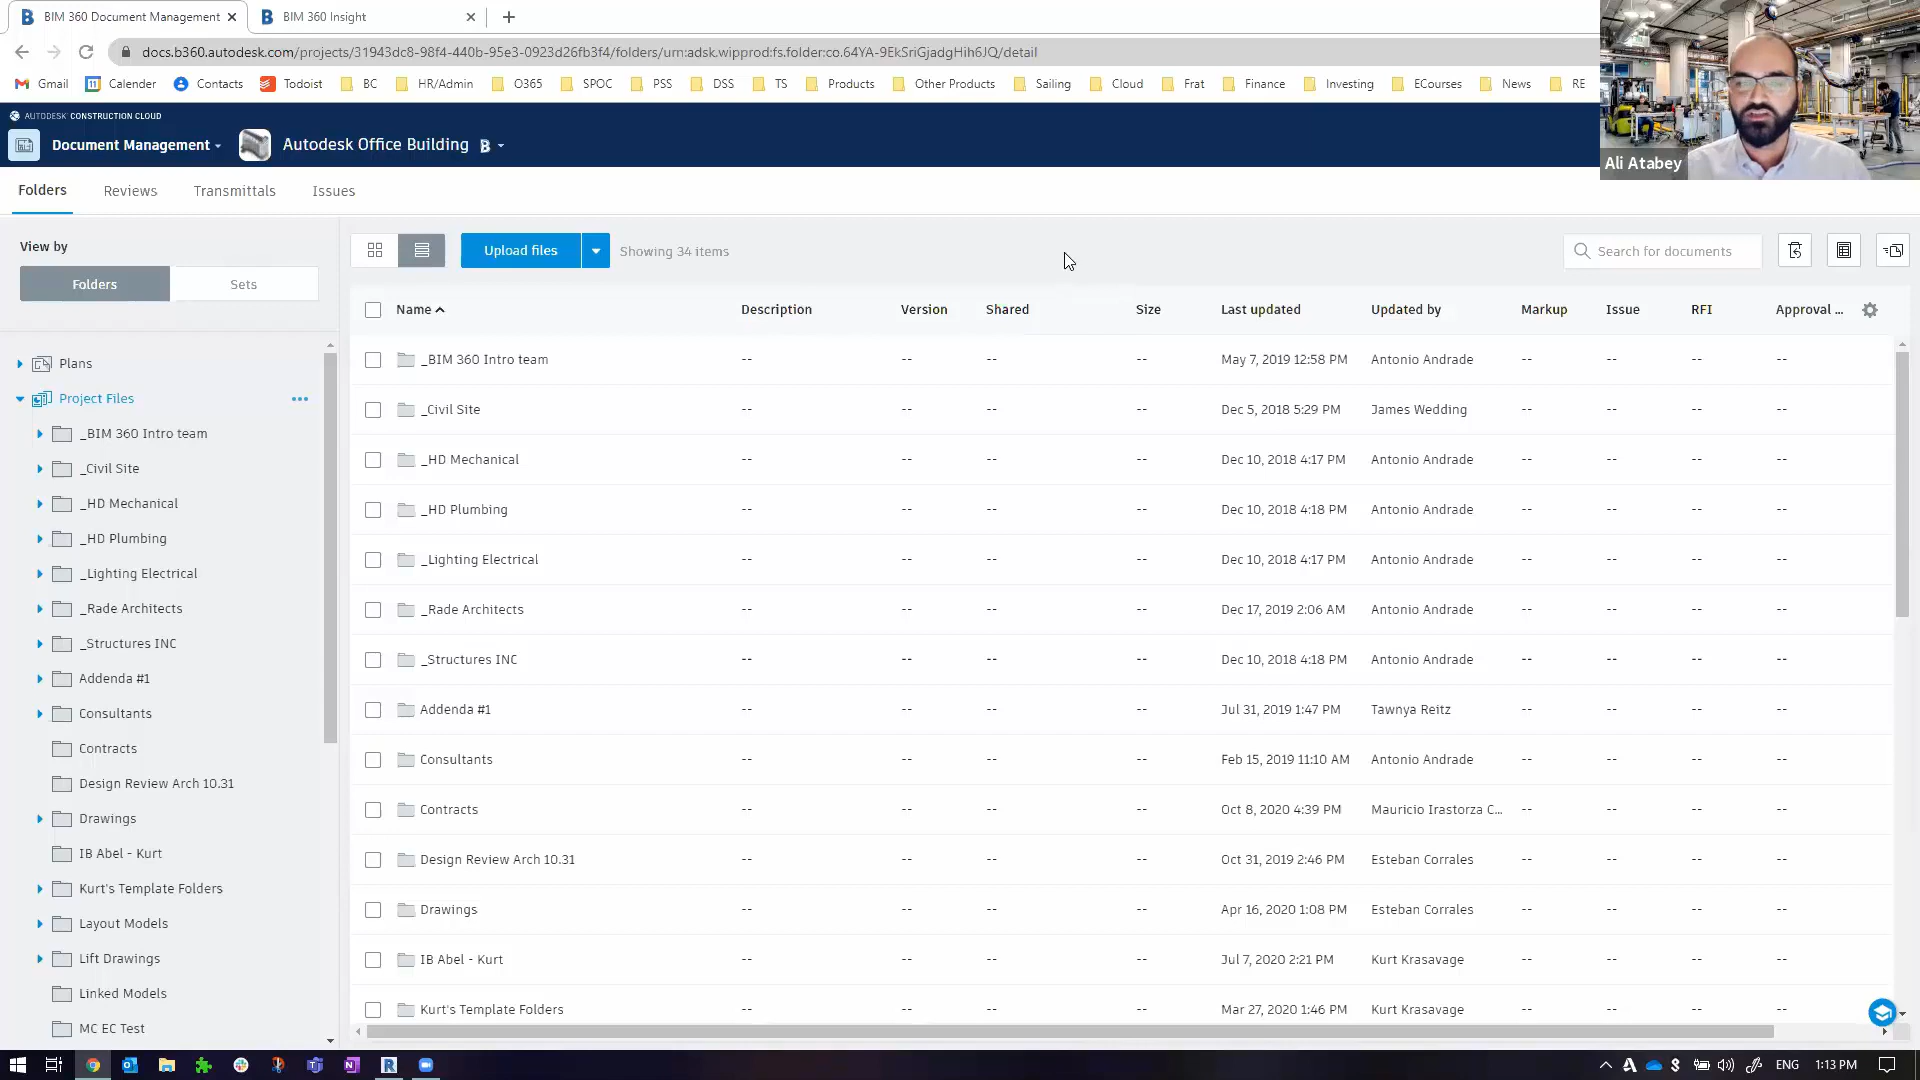 BIM 360 Document Management
BIM 360 Insight
docs.b360.autodesk.com/projects/31943dc8-98f4-440b-95e3-0923d26fb3f4/folders/urn:adsk.wipprod:fs.folder:co.64YA-9EkSriGjadgHih6JQ/detail
Gmail
Calender
Contacts
Todoist
BC
HR/Admin
O365
SPOC
PSS
DSS
TS
Products
Other Products
Sailing
Cloud
Frat
Finance
Investing
ECourses
News
RE
AUTODESK CONSTRUCTION CLOUD
Document Management
Autodesk Office Building
Ali Atabey
Folders
Reviews
Transmittals
Issues
View by
Folders
Sets
Upload files
Showing 34 items
Search for documents
Plans
Project Files
_BIM 360 Intro team
_Civil Site
_HD Mechanical
_HD Plumbing
_Lighting Electrical
_Rade Architects
_Structures INC
Addenda #1
Consultants
Contracts
Design Review Arch 10.31
Drawings
IB Abel - Kurt
Kurt's Template Folders
Layout Models
Lift Drawings
Linked Models
MC EC Test
Name Description Version Shared Size Last updated Updated by Markup Issue RFI Approval ...
_BIM 360 Intro team -- -- -- -- May 7, 2019 12:58 PM Antonio Andrade -- -- -- --
_Civil Site -- -- -- -- Dec 5, 2018 5:29 PM James Wedding -- -- -- --
_HD Mechanical -- -- -- -- Dec 10, 2018 4:17 PM Antonio Andrade -- -- -- --
_HD Plumbing -- -- -- -- Dec 10, 2018 4:18 PM Antonio Andrade -- -- -- --
_Lighting Electrical -- -- -- -- Dec 10, 2018 4:17 PM Antonio Andrade -- -- -- --
_Rade Architects -- -- -- -- Dec 17, 2019 2:06 AM Antonio Andrade -- -- -- --
_Structures INC -- -- -- -- Dec 10, 2018 4:18 PM Antonio Andrade -- -- -- --
Addenda #1 -- -- -- -- Jul 31, 2019 1:47 PM Tawnya Reitz -- -- -- --
Consultants -- -- -- -- Feb 15, 2019 11:10 AM Antonio Andrade -- -- -- --
Contracts -- -- -- -- Oct 8, 2020 4:39 PM Mauricio Irastorza C... -- -- -- --
Design Review Arch 10.31 -- -- -- -- Oct 31, 2019 2:46 PM Esteban Corrales -- -- -- --
Drawings -- -- -- -- Apr 16, 2020 1:08 PM Esteban Corrales -- -- -- --
IB Abel - Kurt -- -- -- -- Jul 7, 2020 2:21 PM Kurt Krasavage -- -- -- --
Kurt's Template Folders -- -- -- -- Mar 27, 2020 1:46 PM Kurt Krasavage -- -- -- --
ENG
1:13 PM